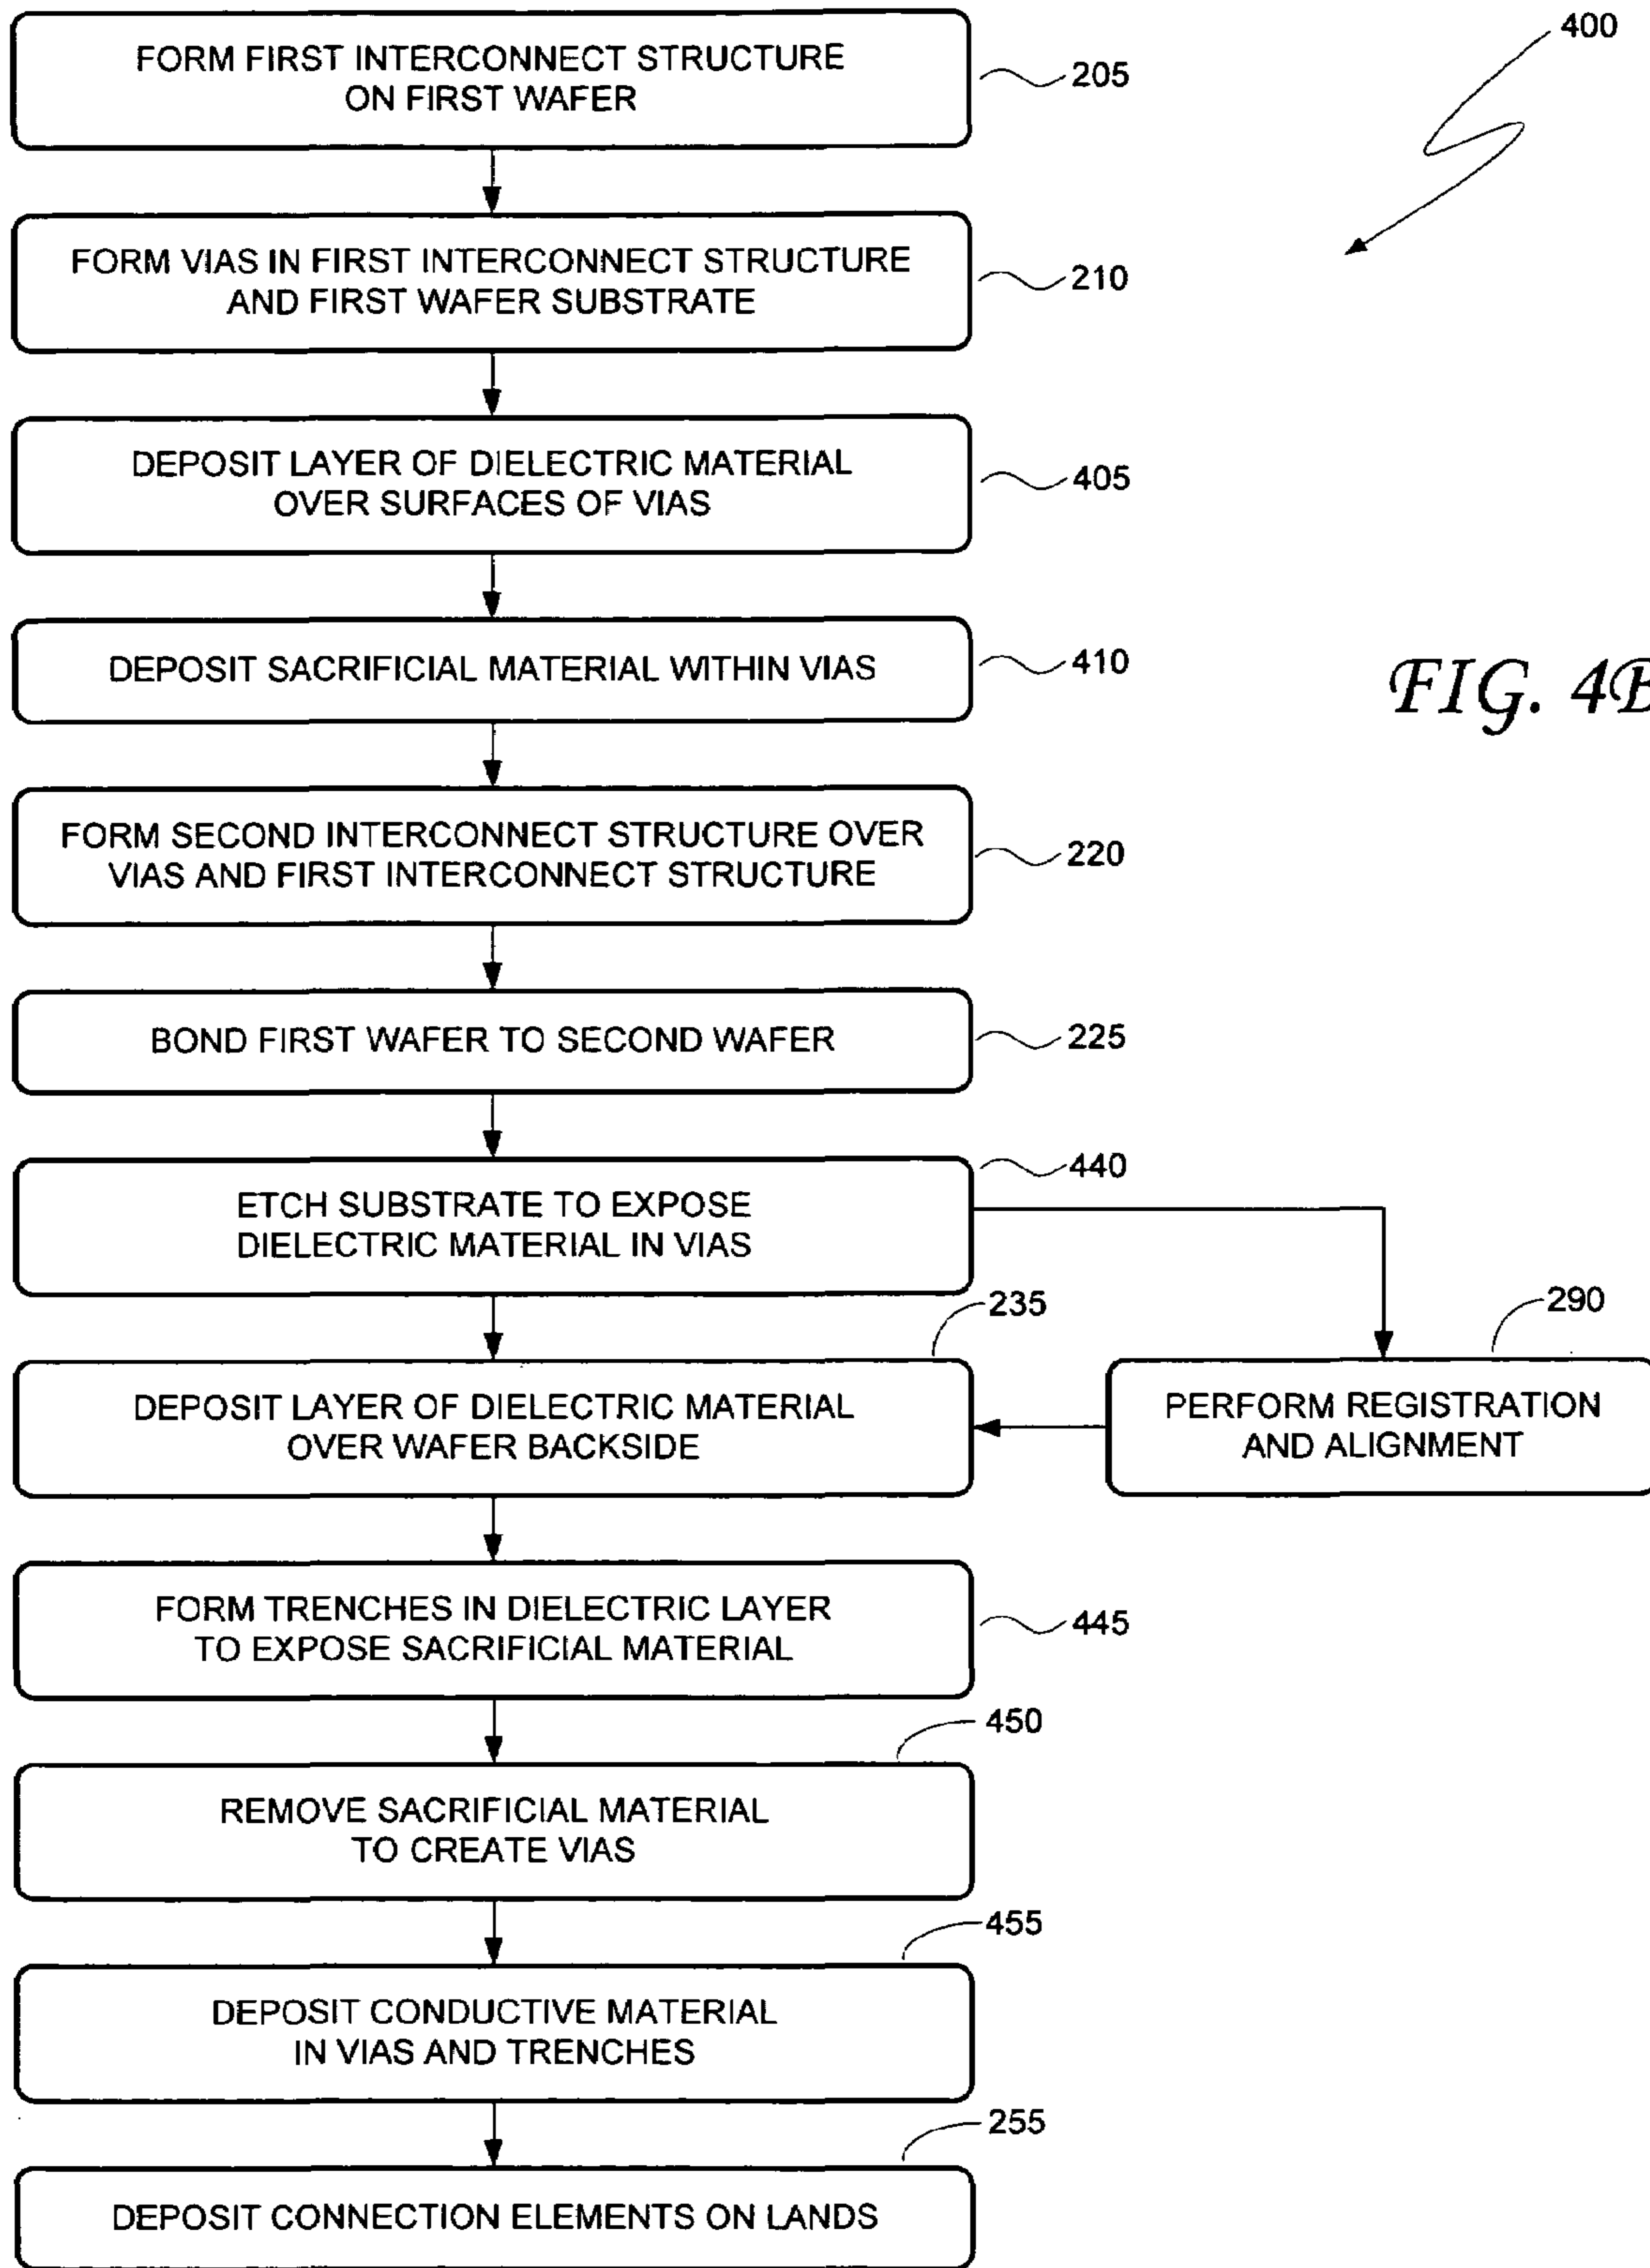 FORM FIRST INTERCONNECT STRUCTURE
ON FIRST WAFER
205
400
FORM VIAS IN FIRST INTERCONNECT STRUCTURE
AND FIRST WAFER SUBSTRATE
210
DEPOSIT LAYER OF DIELECTRIC MATERIAL
OVER SURFACES OF VIAS
405
DEPOSIT SACRIFICIAL MATERIAL WITHIN VIAS
410
FIG. 4B
FORM SECOND INTERCONNECT STRUCTURE OVER
VIAS AND FIRST INTERCONNECT STRUCTURE
220
BOND FIRST WAFER TO SECOND WAFER
225
ETCH SUBSTRATE TO EXPOSE
DIELECTRIC MATERIAL IN VIAS
440
235
290
DEPOSIT LAYER OF DIELECTRIC MATERIAL
OVER WAFER BACKSIDE
PERFORM REGISTRATION
AND ALIGNMENT
FORM TRENCHES IN DIELECTRIC LAYER
TO EXPOSE SACRIFICIAL MATERIAL
445
450
REMOVE SACRIFICIAL MATERIAL
TO CREATE VIAS
455
DEPOSIT CONDUCTIVE MATERIAL
IN VIAS AND TRENCHES
255
DEPOSIT CONNECTION ELEMENTS ON LANDS